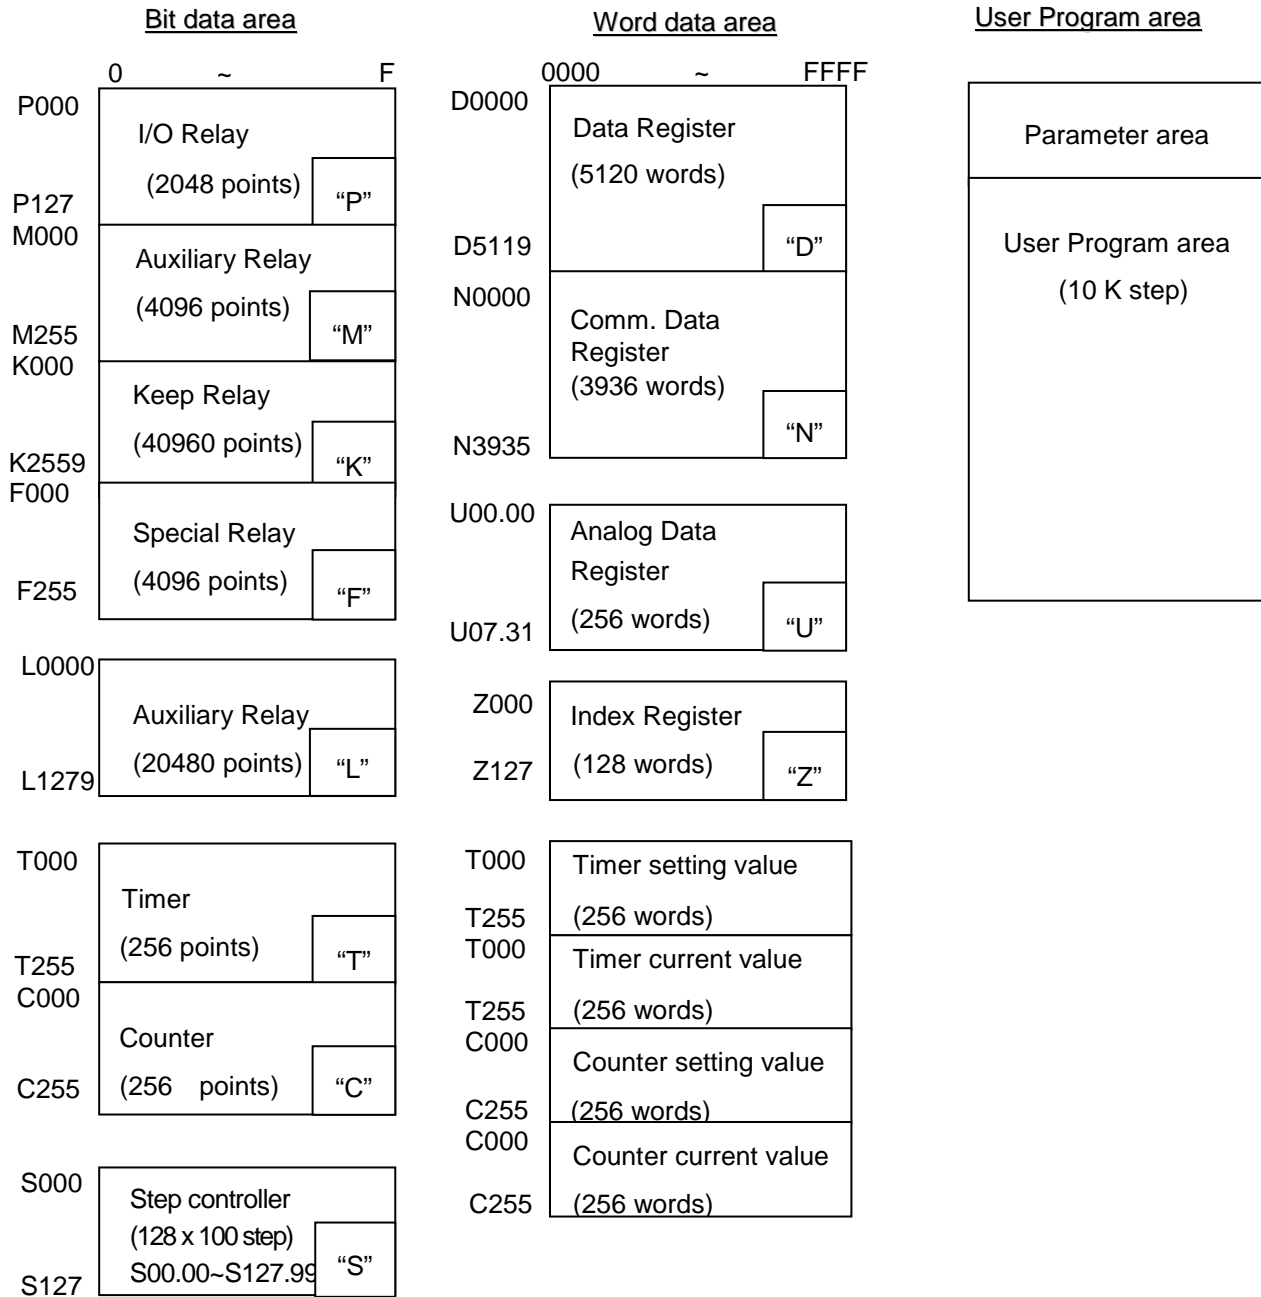 Bit data area
0 ~ F
P000
I/O Relay
(2048 points)
“P”
P127
M000
Auxiliary Relay
(4096 points)
“M”
M255
K000
Keep Relay
(40960 points)
“K”
K2559
F000
Special Relay
(4096 points)
“F”
F255
L0000
Auxiliary Relay
(20480 points)
“L”
L1279
T000
Timer
(256 points)
“T”
T255
C000
Counter
(256 points)
“C”
C255
S000
Step controller
(128 x 100 step)
S00.00~S127.99
“S”
S127
Word data area
0000 ~ FFFF
D0000
Data Register
(5120 words)
“D”
D5119
N0000
Comm. Data
Register
(3936 words)
“N”
N3935
U00.00
Analog Data
Register
(256 words)
“U”
U07.31
Z000
Index Register
(128 words)
“Z”
Z127
T000
Timer setting value
T255
(256 words)
T000
Timer current value
T255
(256 words)
C000
Counter setting value
C255
(256 words)
C000
Counter current value
C255
(256 words)
User Program area
Parameter area
User Program area
(10 K step)